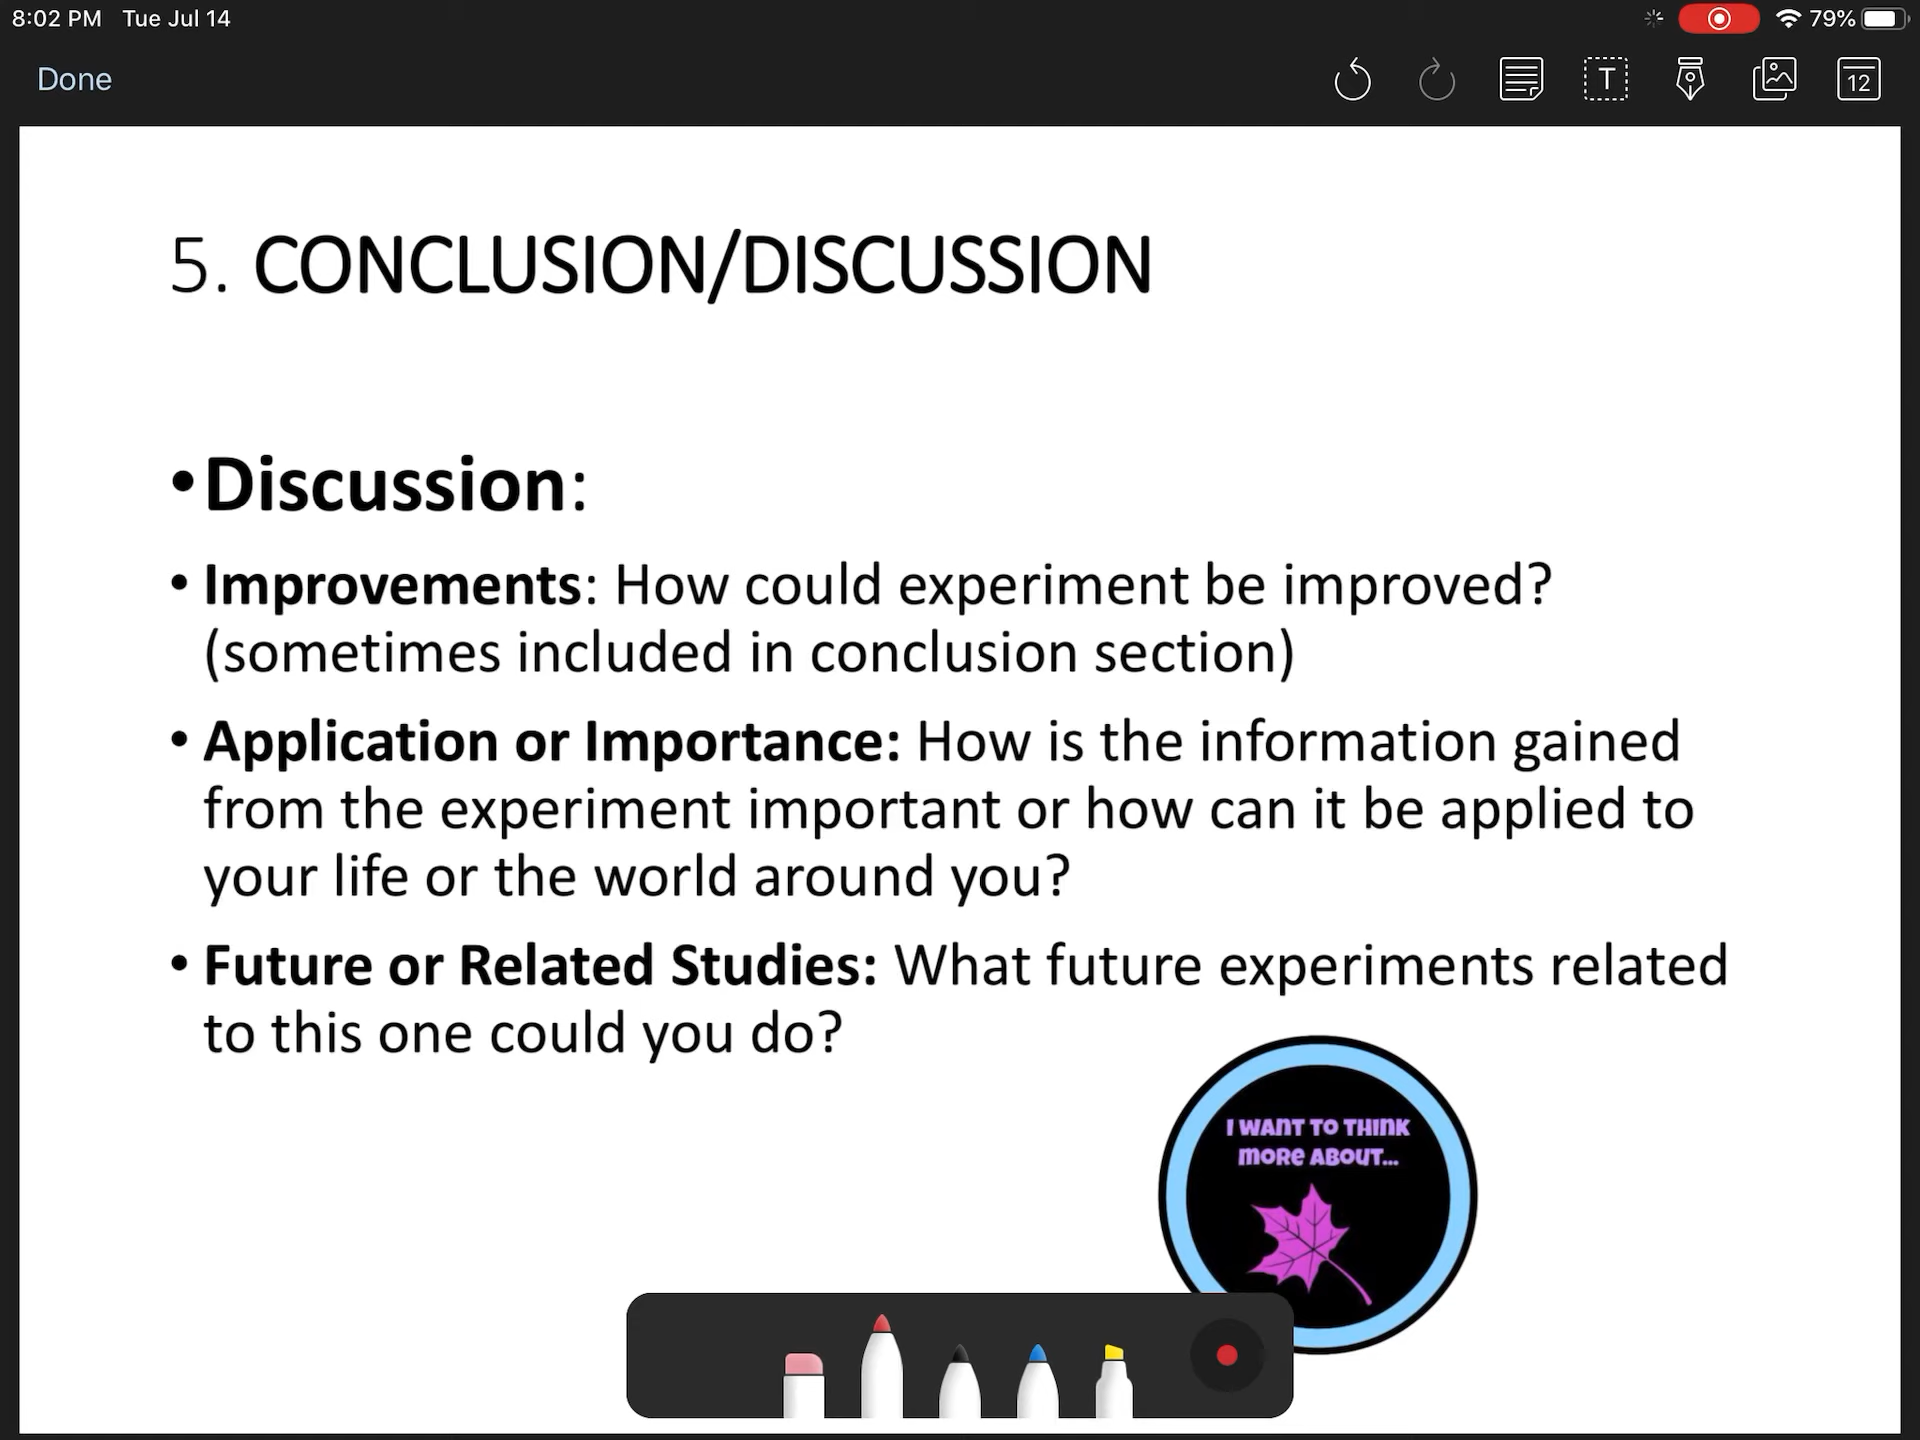 8:02 PM Tue Jul 14
79%
Done
T
12
5. CONCLUSION/DISCUSSION
•Discussion:
• Improvements: How could experiment be improved?
(sometimes included in conclusion section)
• Application or Importance: How is the information gained
from the experiment important or how can it be applied to
your life or the world around you?
• Future or Related Studies: What future experiments related
to this one could you do?
I WANT TO THINK
MORE ABOUT...